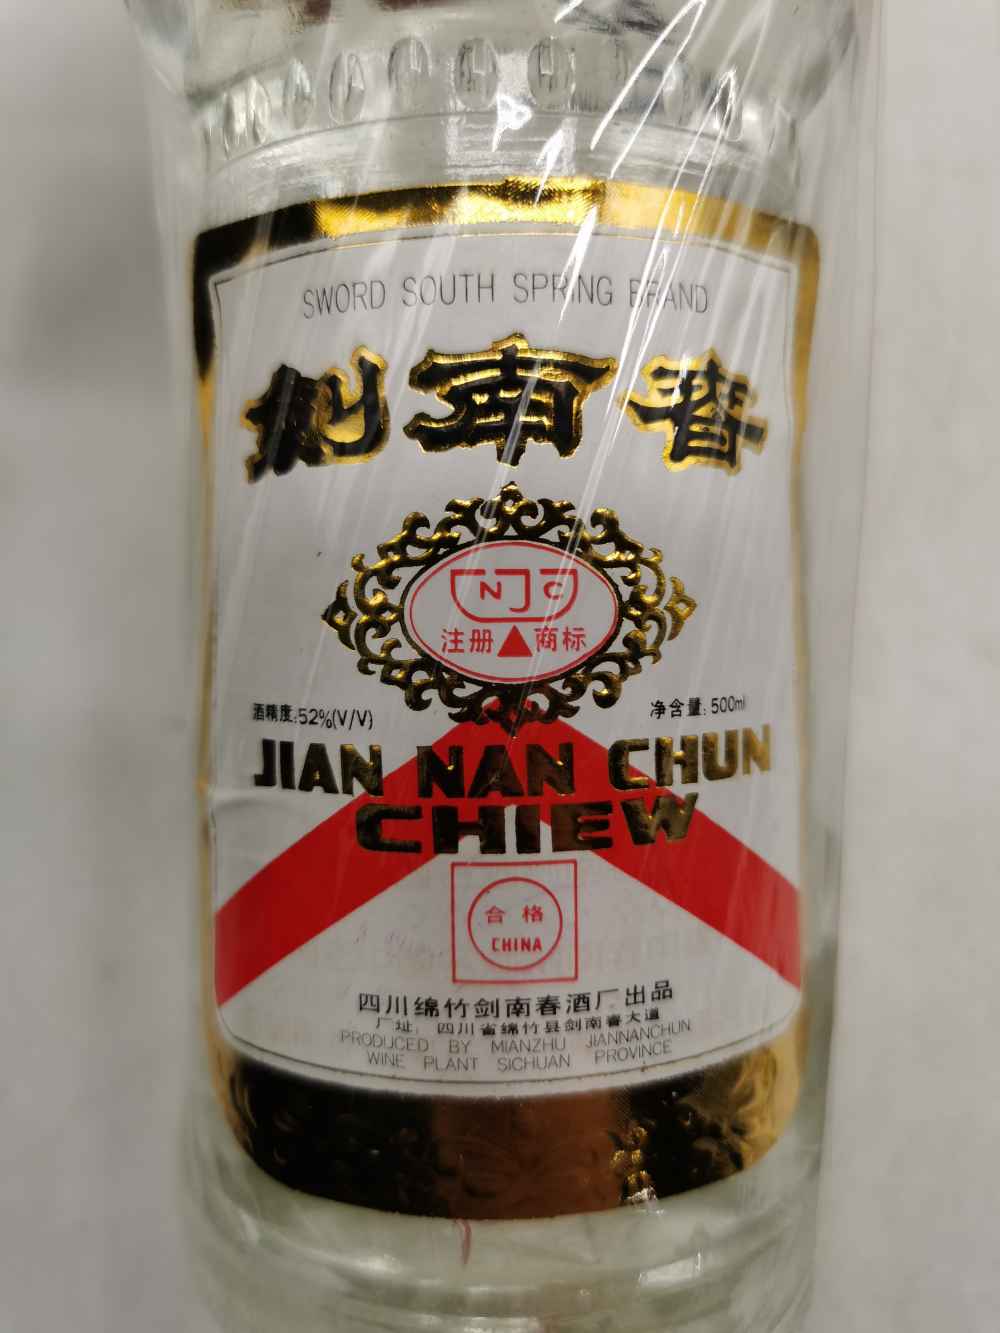 SWORD SOUTH SPRING BRAND
剑南春
NJC
注册 商标
酒精度:52%(V/V)
净含量:500ml
JIAN NAN CHUN
CHIEW
合格
CHINA
四川绵竹剑南春酒厂出品
厂址:四川省绵竹县剑南春大道
PRODUCED BY MIANZHU JIANNANCHUN
WINE PLANT SICHUAN PROVINCE